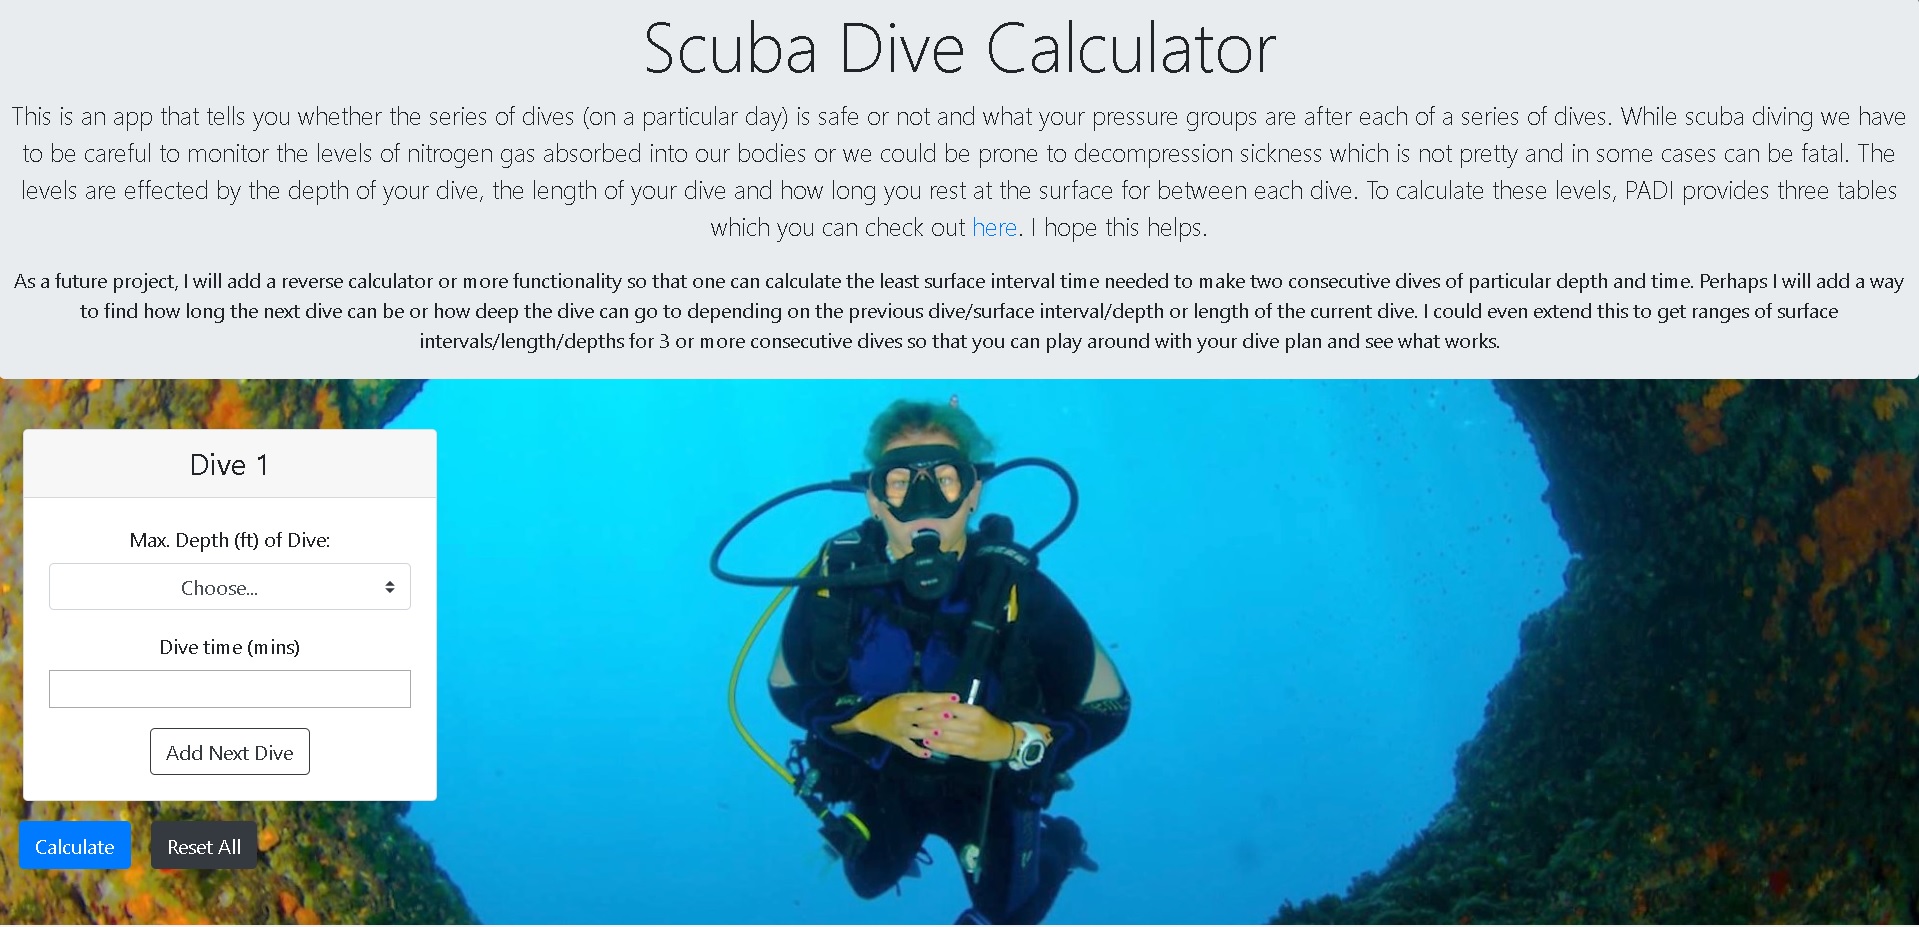 Scuba Dive Calculator
This is an app that tells you whether the series of dives (on a particular day) is safe or not and what your pressure groups are after each of a series of dives. While scuba diving we have
to be careful to monitor the levels of nitrogen gas absorbed into our bodies or we could be prone to decompression sickness which is not pretty and in some cases can be fatal. The
levels are effected by the depth of your dive, the length of your dive and how long you rest at the surface for between each dive. To calculate these levels, PADI provides three tables
which you can check out here. I hope this helps.
As a future project, I will add a reverse calculator or more functionality so that one can calculate the least surface interval time needed to make two consecutive dives of particular depth and time. Perhaps I will add a way
to find how long the next dive can be or how deep the dive can go to depending on the previous dive/surface interval/depth or length of the current dive. I could even extend this to get ranges of surface
intervals/length/depths for 3 or more consecutive dives so that you can play around with your dive plan and see what works.
Dive 1
Max. Depth (ft) of Dive:
Choose...
Dive time (mins)
Add Next Dive
Calculate
Reset All